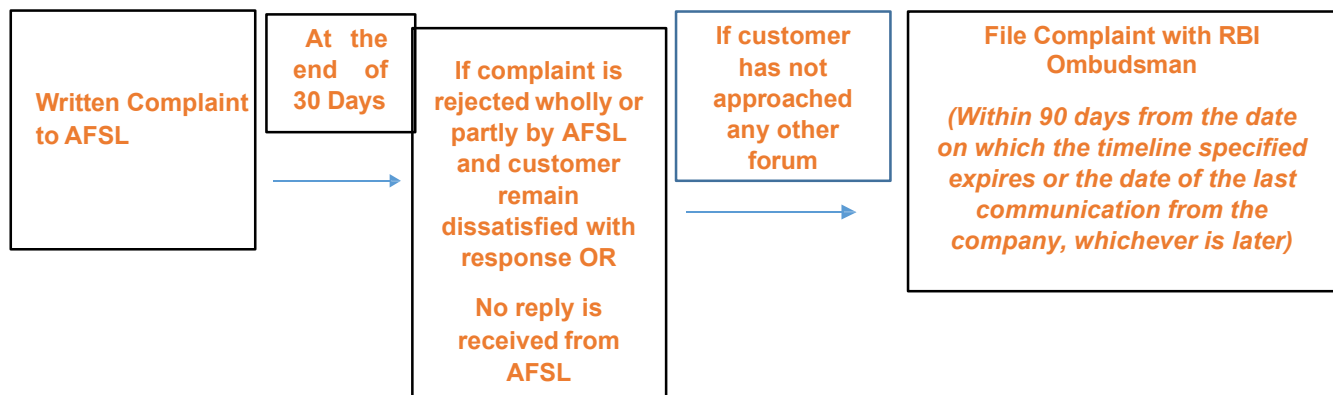 Written Complaint
to AFSL
At the
end of
30 Days
If complaint is
rejected wholly or
partly by AFSL
and customer
remain
dissatisfied with
response OR
No reply is
received from
AFSL
If customer
has not
approached
any other
forum
File Complaint with RBI
Ombudsman
(Within 90 days from the date
on which the timeline specified
expires or the date of the last
communication from the
company, whichever is later)